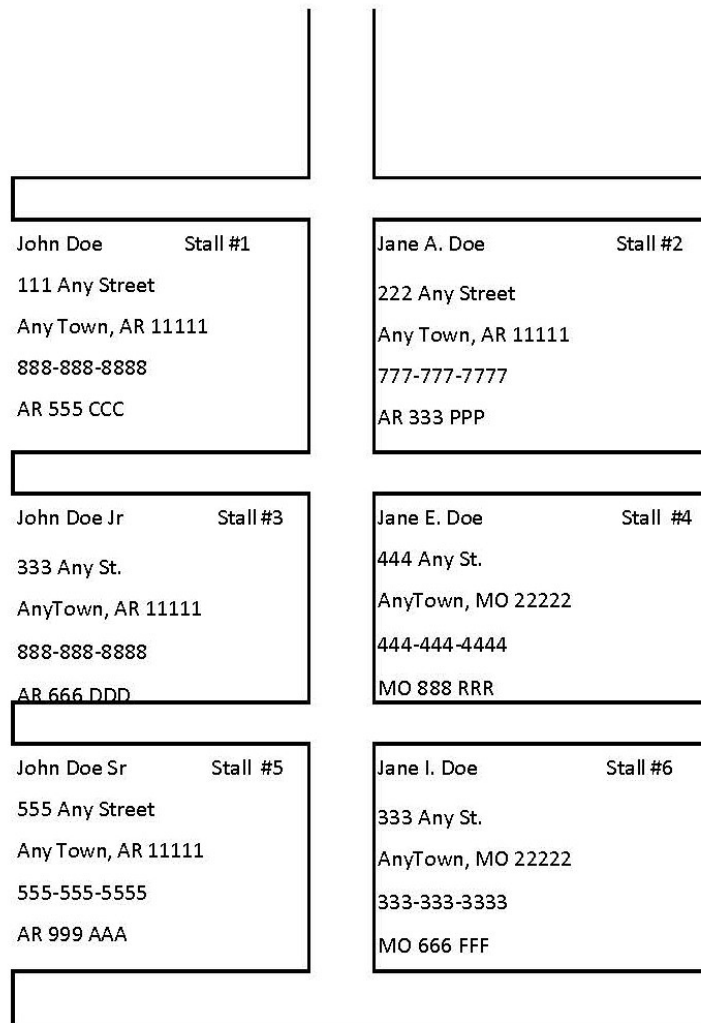 John Doe Stall #1
111 Any Street
Any Town, AR 11111
888-888-8888
AR 555 CCC
Jane A. Doe Stall #2
222 Any Street
Any Town, AR 11111
777-777-7777
AR 333 PPP
John Doe Jr Stall #3
333 Any St.
AnyTown, AR 11111
888-888-8888
AR 666 DDD
Jane E. Doe Stall #4
444 Any St.
AnyTown, MO 22222
444-444-4444
MO 888 RRR
John Doe Sr Stall #5
555 Any Street
Any Town, AR 11111
555-555-5555
AR 999 AAA
Jane I. Doe Stall #6
333 Any St.
AnyTown, MO 22222
333-333-3333
MO 666 FFF